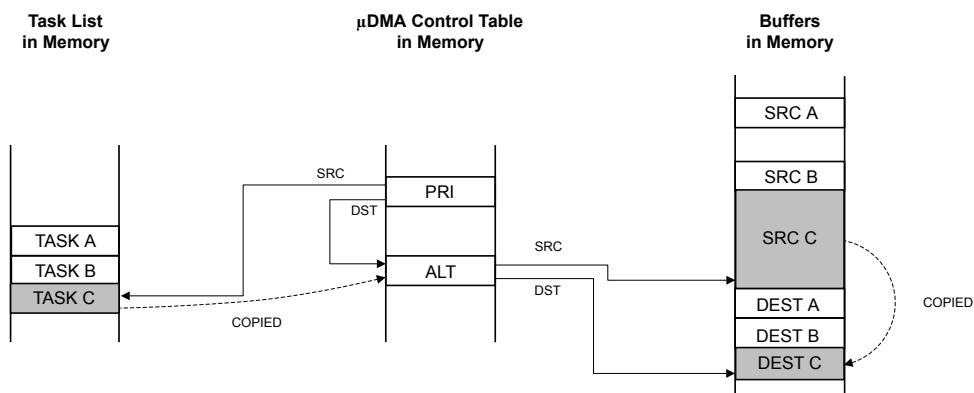 Task List
in Memory
μDMA Control Table
in Memory
Buffers
in Memory
SRC A
SRC B
SRC
PRI
DST
SRC C
TASK A
SRC
TASK B
ALT
TASK C
DST
DEST A
COPIED
COPIED
DEST B
DEST C